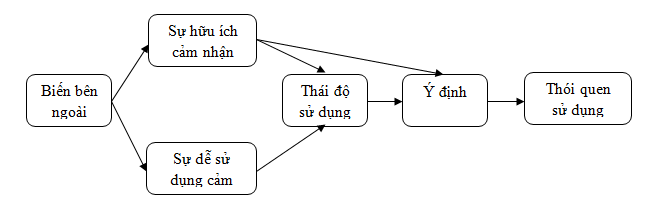 Sự hữu ích
cảm nhận
Biến bên
ngoài
Thái độ
sử dụng
Ý định
Thói quen
sử dụng
Sự dễ sử
dụng cảm